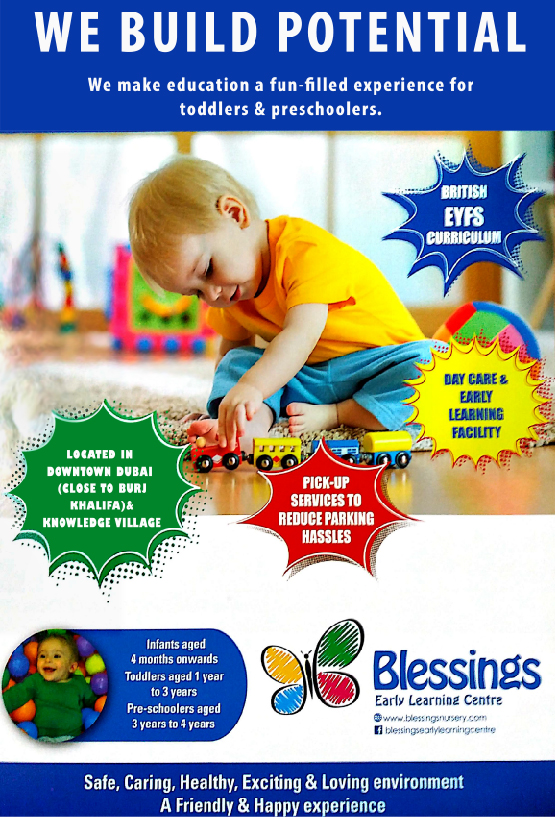 WE BUILD POTENTIAL
We make education a fun-filled experience for
toddlers & preschoolers.
BRITISH
EYFS
CURRICULUM
DAY CARE &
EARLY
LEARNING
FACILITY
LOCATED IN
DOWNTOWN DUBAI
(CLOSE TO BURJ
KHALIFA)&
KNOWLEDGE VILLAGE
PICK-UP
SERVICES TO
REDUCE PARKING
HASSLES
Infants aged
4 months onwards
Toddlers aged 1 year
to 3 years
Pre-schoolers aged
3 years to 4 years
Blessings
Early Learning Centre
www.blessngsnursery.com
blessingsearlylearningcentre
Safe, Caring, Healthy, Exciting & Loving environment
A Friendly & Happy experience